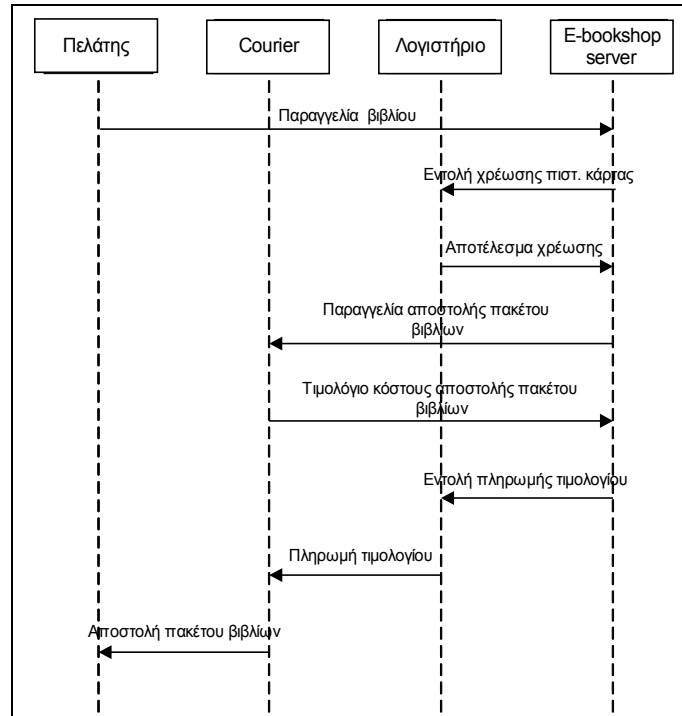 Πελάτης
Courier
Λογιστήριο
E-bookshop
server
Παραγγελία βιβλίου
Εντολή χρέωσης πιστ. κάρτας
Αποτέλεσμα χρέωσης
Παραγγελία αποστολής πακέτου
βιβλίων
Τιμολόγιο κόστους αποστολής πακέτου
βιβλίων
Εντολή πληρωμής τιμολογίου
Πληρωμή τιμολογίου
Αποστολή πακέτου βιβλίων